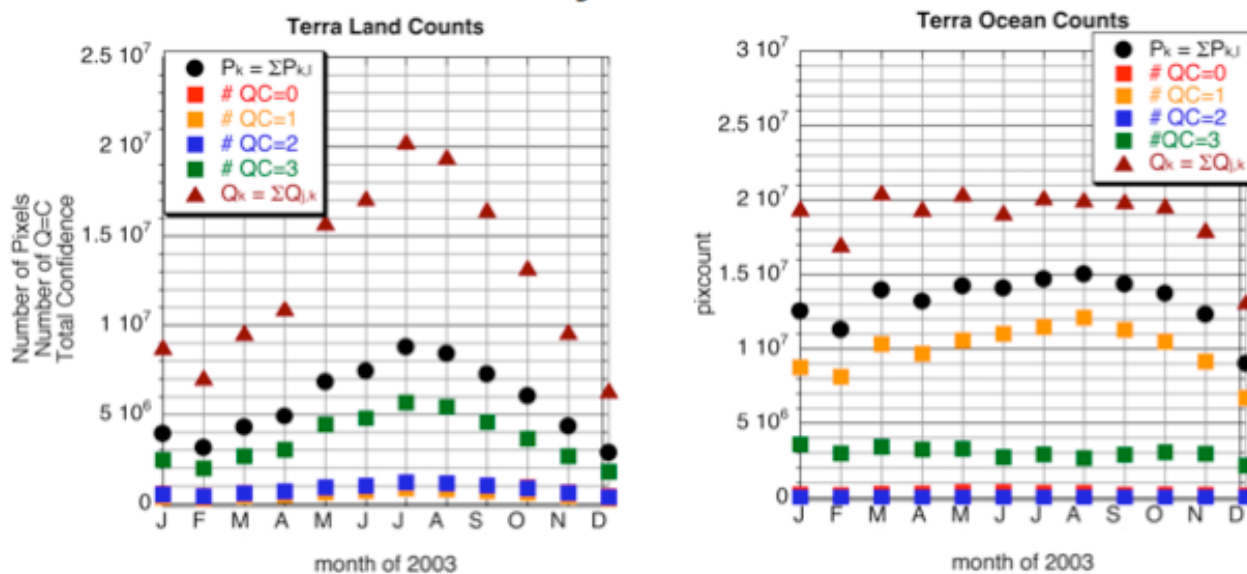 Terra Land Counts
2.5 10⁷
2 10⁷
1.5 10⁷
1 10⁷
5 10⁶
0
Pₖ = ΣPₖ,ₗ
# QC=0
# QC=1
# QC=2
# QC=3
Qₖ = ΣQⱼ,ₖ
Number of Pixels
Number of Q=C
Total Confidence
J F M A M J J A S O N D
month of 2003
Terra Ocean Counts
3 10⁷
2.5 10⁷
2 10⁷
1.5 10⁷
1 10⁷
5 10⁶
0
Pₖ = ΣPₖ,ₗ
# QC=0
# QC=1
# QC=2
#QC=3
Qₖ = ΣQⱼ,ₖ
pixcount
J F M A M J J A S O N D
month of 2003